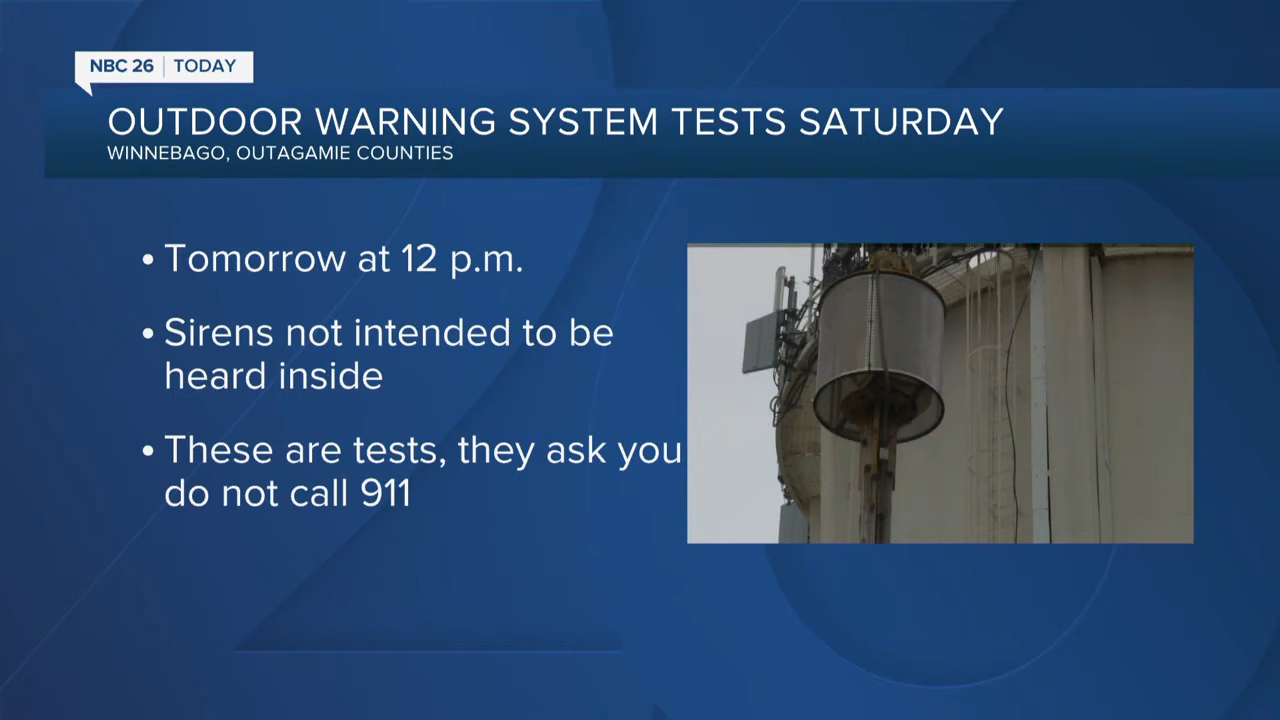 NBC 26 | TODAY
OUTDOOR WARNING SYSTEM TESTS SATURDAY
WINNEBAGO, OUTAGAMIE COUNTIES
• Tomorrow at 12 p.m.
• Sirens not intended to be
heard inside
• These are tests, they ask you
do not call 911